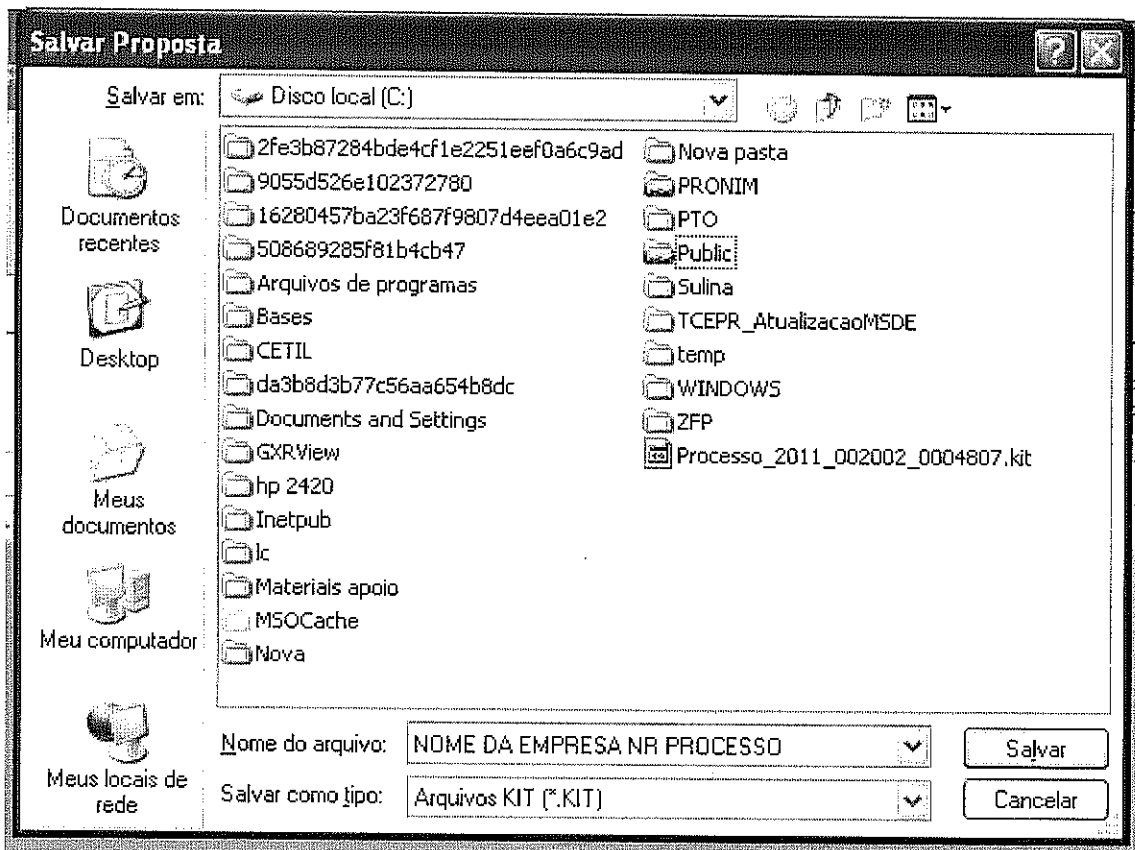 Salvar Proposta
Salvar em:
Disco local (C:)
Documentos
recentes
Desktop
Meus
documentos
Meu computador
Meus locais de
rede
2fe3b87284bde4cf1e2251eef0a6c9ad
9055d526e102372780
16280457ba23f687f9807d4eea01e2
508689285f81b4cb47
Arquivos de programas
Bases
CETIL
da3b8d3b77c56aa654b8dc
Documents and Settings
GXRView
hp 2420
Inetpub
lc
Materiais apoio
MSOCache
Nova
Nova pasta
PRONIM
PTO
Public
Sulina
TCEPR_AtualizacaoMSDE
temp
WINDOWS
ZFP
Processo_2011_002002_0004807.kit
Nome do arquivo:
NOME DA EMPRESA NR PROCESSO
Salvar
Salvar como tipo:
Arquivos KIT (*.KIT)
Cancelar